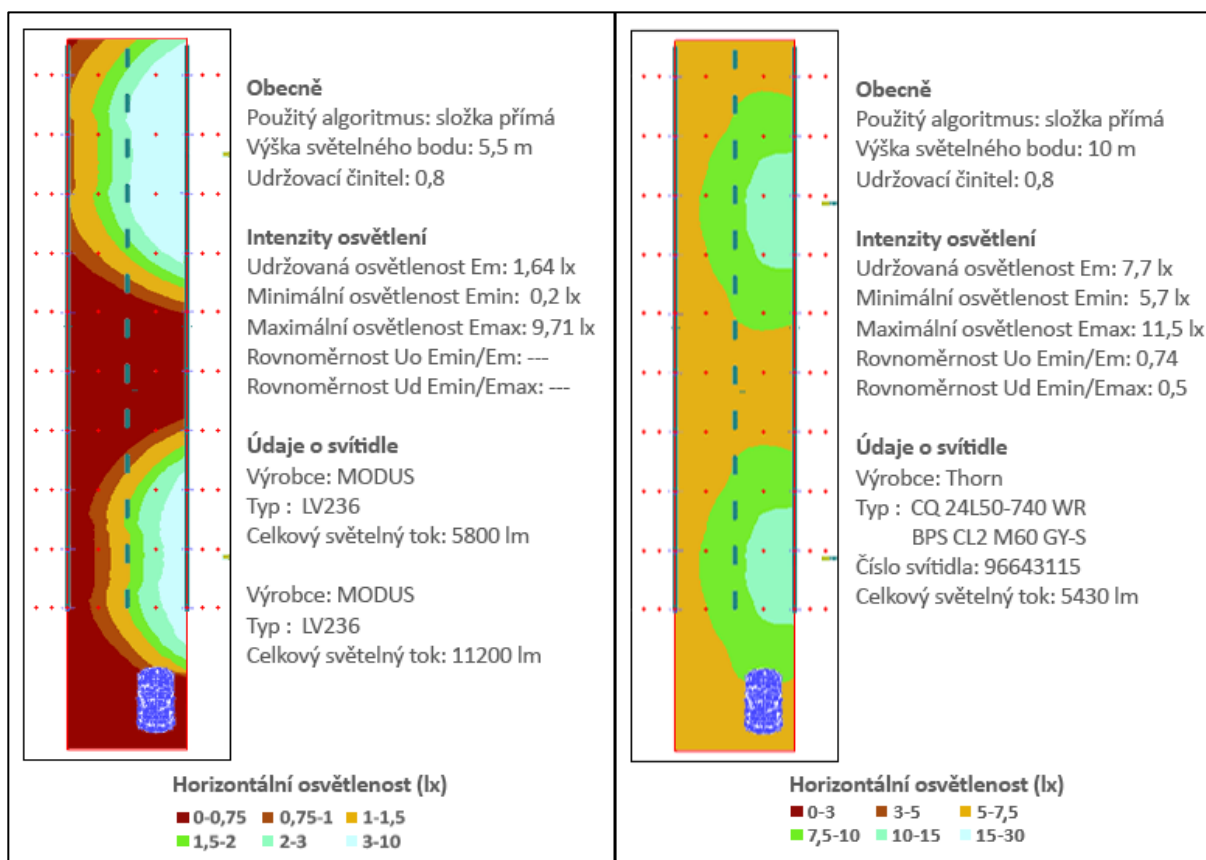 Obecně
Použitý algoritmus: složka přímá
Výška světelného bodu: 5,5 m
Udržovací činitel: 0,8
Intenzity osvětlení
Udržovaná osvětlenost Em: 1,64 lx
Minimální osvětlenost Emin: 0,2 lx
Maximální osvětlenost Emax: 9,71 lx
Rovnoměrnost Uo Emin/Em: ---
Rovnoměrnost Ud Emin/Emax: ---
Údaje o svítidle
Výrobce: MODUS
Typ : LV236
Celkový světelný tok: 5800 lm
Výrobce: MODUS
Typ : LV236
Celkový světelný tok: 11200 lm
Horizontální osvětlenost (lx)
0-0,75 0,75-1 1-1,5
1,5-2 2-3 3-10
Obecně
Použitý algoritmus: složka přímá
Výška světelného bodu: 10 m
Udržovací činitel: 0,8
Intenzity osvětlení
Udržovaná osvětlenost Em: 7,7 lx
Minimální osvětlenost Emin: 5,7 lx
Maximální osvětlenost Emax: 11,5 lx
Rovnoměrnost Uo Emin/Em: 0,74
Rovnoměrnost Ud Emin/Emax: 0,5
Údaje o svítidle
Výrobce: Thorn
Typ : CQ 24L50-740 WR
BPS CL2 M60 GY-S
Číslo svítidla: 96643115
Celkový světelný tok: 5430 lm
Horizontální osvětlenost (lx)
0-3 3-5 5-7,5
7,5-10 10-15 15-30